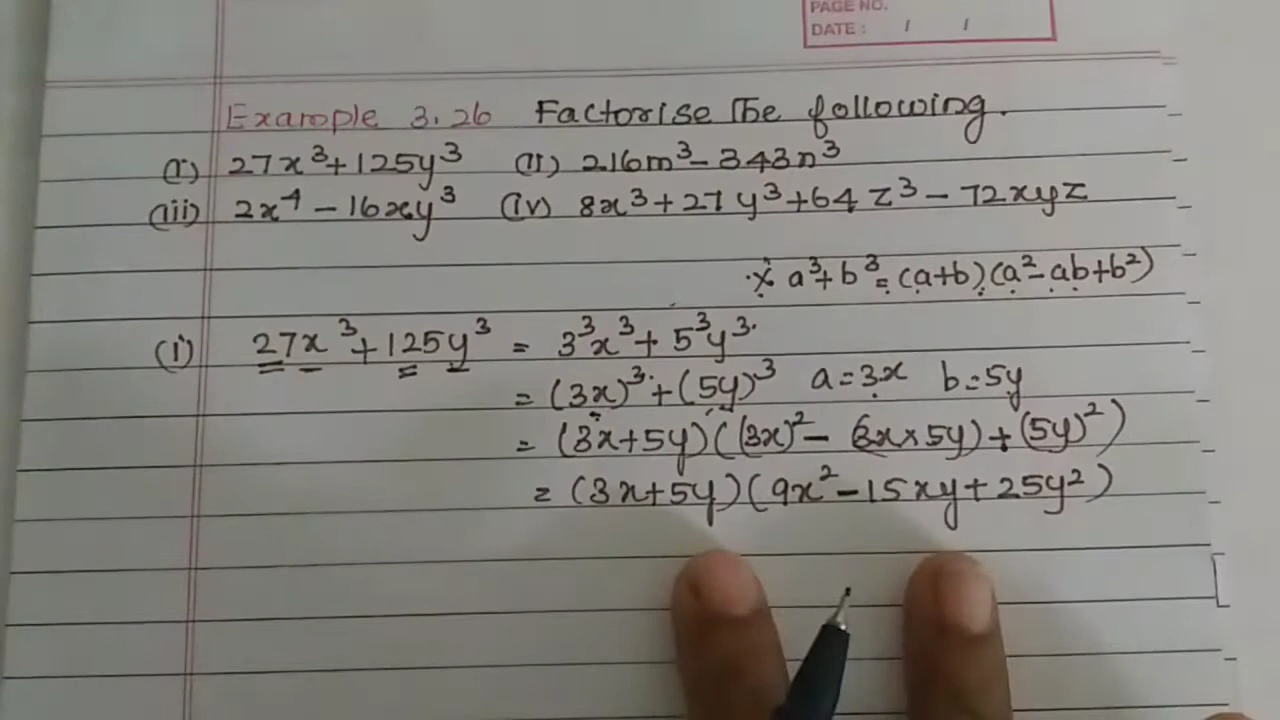 PAGE NO.
DATE : / /
Example 3.26 Factorise The following.
(i) 27x³+125y³ (ii) 216m³-343n³
(iii) 2x⁴ - 16xy³ (iv) 8x³+27y³+64z³-72xyz
a³+b³=(a+b)(a²-ab+b²)
(i) 27x³+125y³ = 3³x³+5³y³
= (3x)³+(5y)³ a=3x b=5y
= (3x+5y)((3x)²- (3x×5y)+(5y)²)
= (3x+5y)(9x²-15xy+25y²)